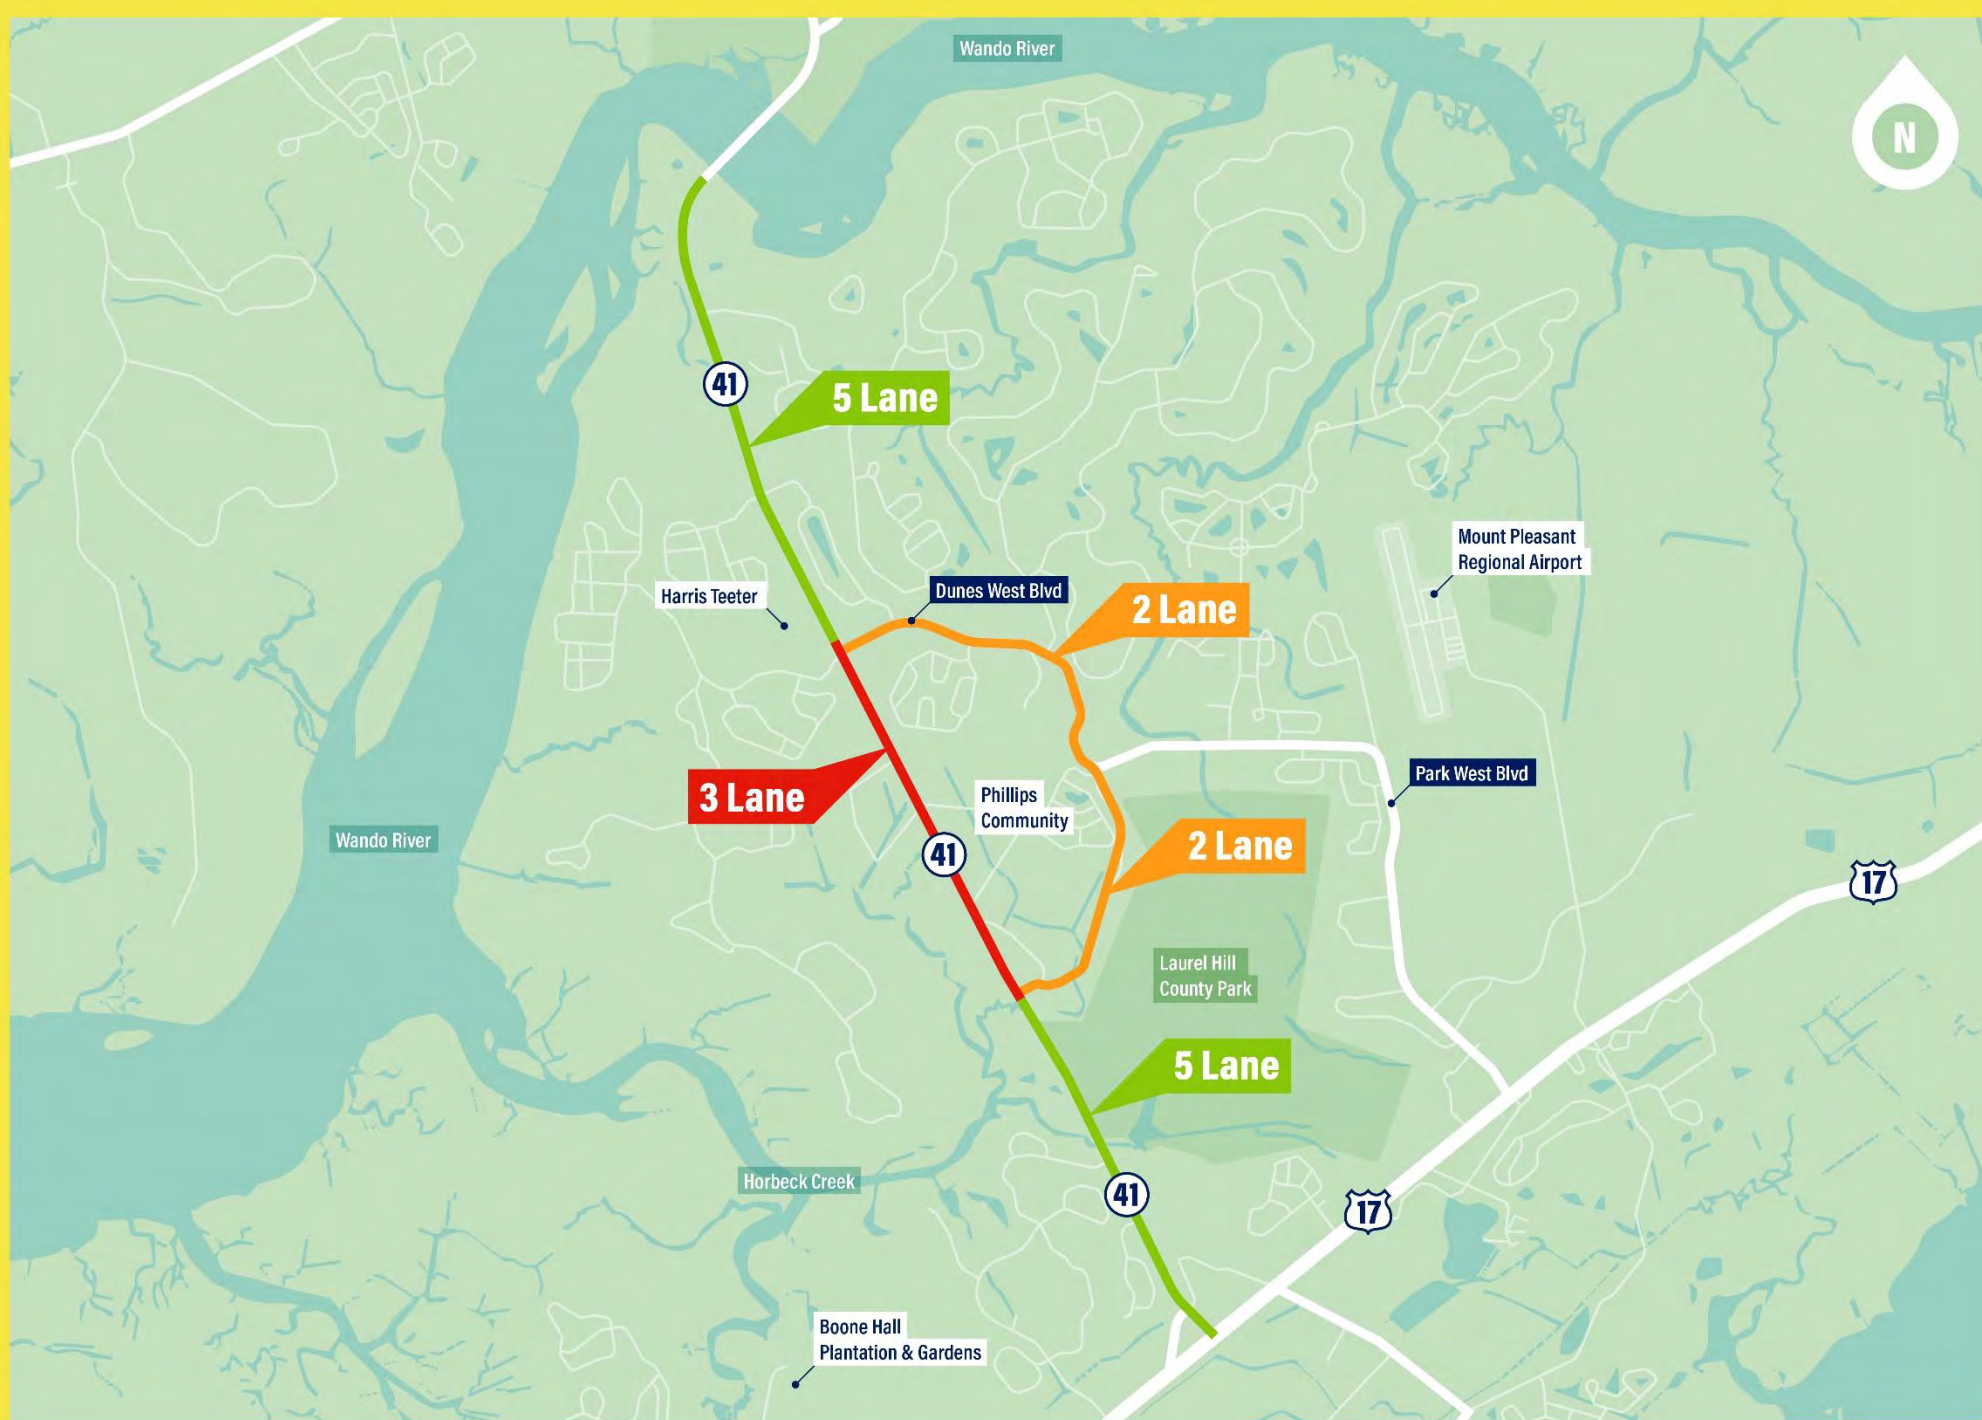 Wando River
N
41
5 Lane
Mount Pleasant
Regional Airport
Harris Teeter
Dunes West Blvd
2 Lane
Park West Blvd
3 Lane
Phillips
Community
Wando River
41
2 Lane
17
Laurel Hill
County Park
5 Lane
Horbeck Creek
41
17
Boone Hall
Plantation & Gardens